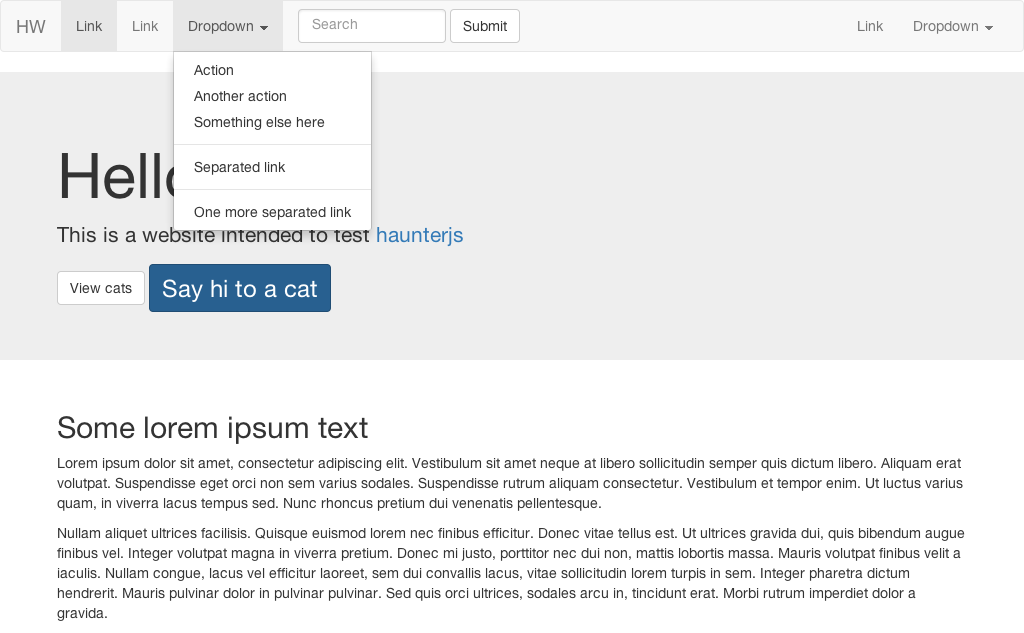 HW Link Link Dropdown Search Submit Link Dropdown
Action
Another action
Something else here
Separated link
One more separated link
Hello
This is a website intended to test haunterjs
View cats Say hi to a cat
Some lorem ipsum text
Lorem ipsum dolor sit amet, consectetur adipiscing elit. Vestibulum sit amet neque at libero sollicitudin semper quis dictum libero. Aliquam erat
volutpat. Suspendisse eget orci non sem varius sodales. Suspendisse rutrum aliquam consectetur. Vestibulum et tempor enim. Ut luctus varius
quam, in viverra lacus tempus sed. Nunc rhoncus pretium dui venenatis pellentesque.
Nullam aliquet ultrices facilisis. Quisque euismod lorem nec finibus efficitur. Donec vitae tellus est. Ut ultrices gravida dui, quis bibendum augue
finibus vel. Integer volutpat magna in viverra pretium. Donec mi justo, porttitor nec dui non, mattis lobortis massa. Mauris volutpat finibus velit a
iaculis. Nullam congue, lacus vel efficitur laoreet, sem dui convallis lacus, vitae sollicitudin lorem turpis in sem. Integer pharetra dictum
hendrerit. Mauris pulvinar dolor in pulvinar pulvinar. Sed quis orci ultrices, sodales arcu in, tincidunt erat. Morbi rutrum imperdiet dolor a
gravida.